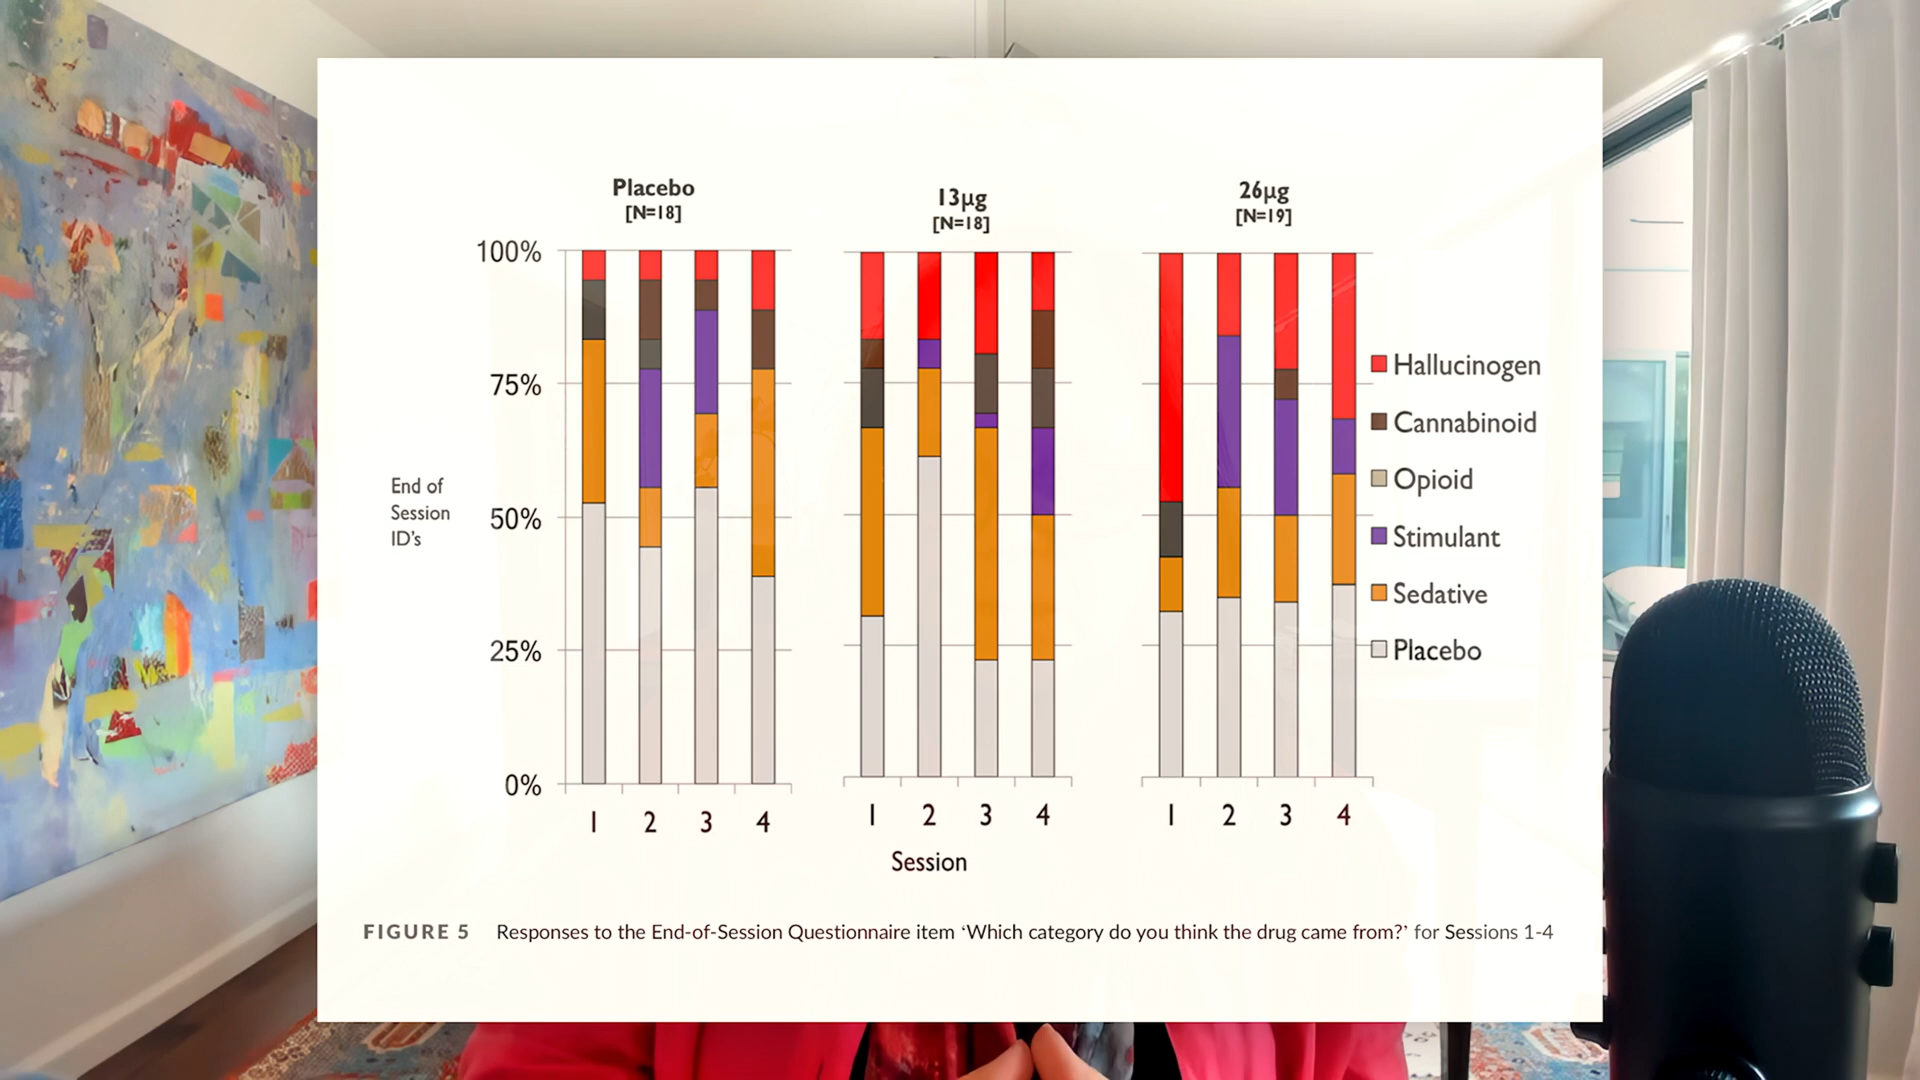 Placebo
[N=18]
13µg
[N=18]
26µg
[N=19]
100%
75%
50%
25%
0%
End of
Session
ID's
1 2 3 4
1 2 3 4
1 2 3 4
Session
Hallucinogen
Cannabinoid
Opioid
Stimulant
Sedative
Placebo
FIGURE 5 Responses to the End-of-Session Questionnaire item ‘Which category do you think the drug came from?’ for Sessions 1-4